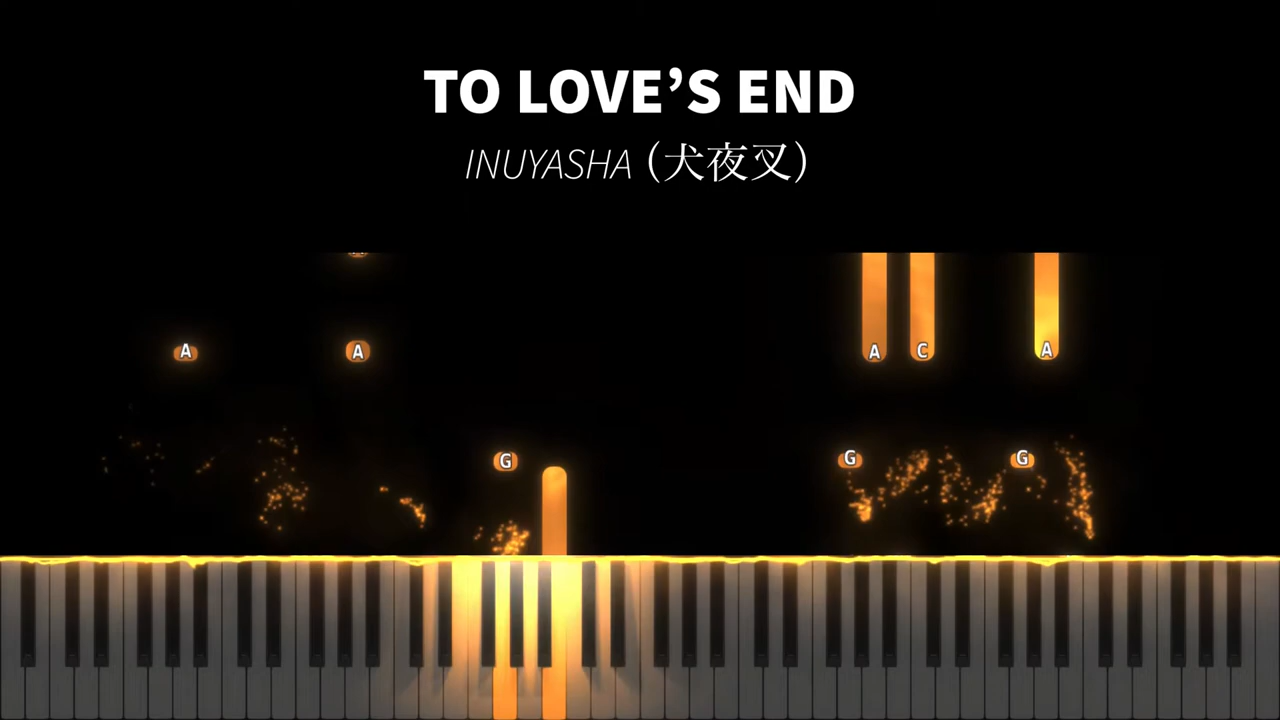 TO LOVE’S END
INUYASHA (犬夜叉)
A A A C A
G G G